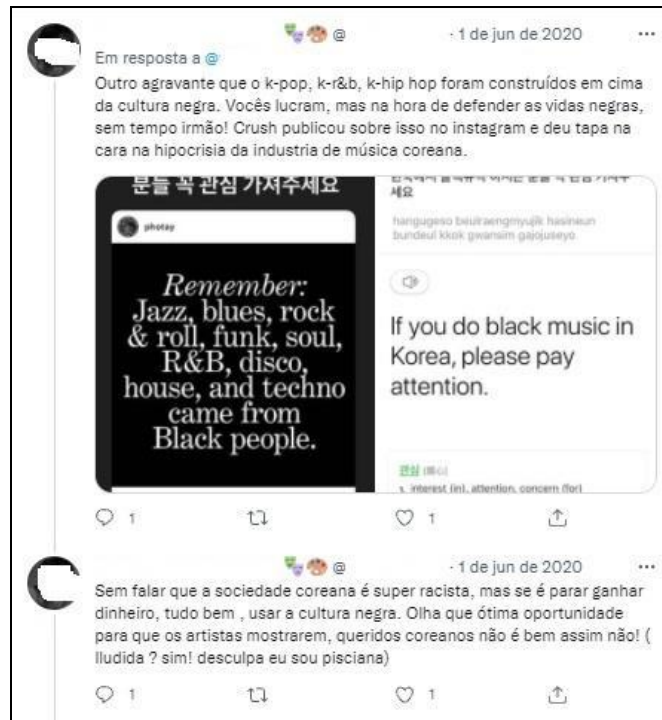 @ · 1 de jun de 2020 ...
Em resposta a @
Outro agravante que o k-pop, k-r&b, k-hip hop foram construídos em cima
da cultura negra. Vocês lucram, mas na hora de defender as vidas negras,
sem tempo irmão! Crush publicou sobre isso no instagram e deu tapa na
cara na hipocrisia da industria de música coreana.
분들 꼭 관심 가져주세요
photay
Remember:
Jazz, blues, rock
& roll, funk, soul,
R&B, disco,
house, and techno
came from
Black people.
세요
hangugeso beullaengmyujik hasineun
bundeul kkok gwansim gajojuseyo.
If you do black music in
Korea, please pay
attention.
관심
1. interest (in), attention, concern (for)
1 1
@ · 1 de jun de 2020 ...
Sem falar que a sociedade coreana é super racista, mas se é parar ganhar
dinheiro, tudo bem , usar a cultura negra. Olha que ótima oportunidade
para que os artistas mostrarem, queridos coreanos não é bem assim não! (
Iludida ? sim! desculpa eu sou pisciana)
1 1